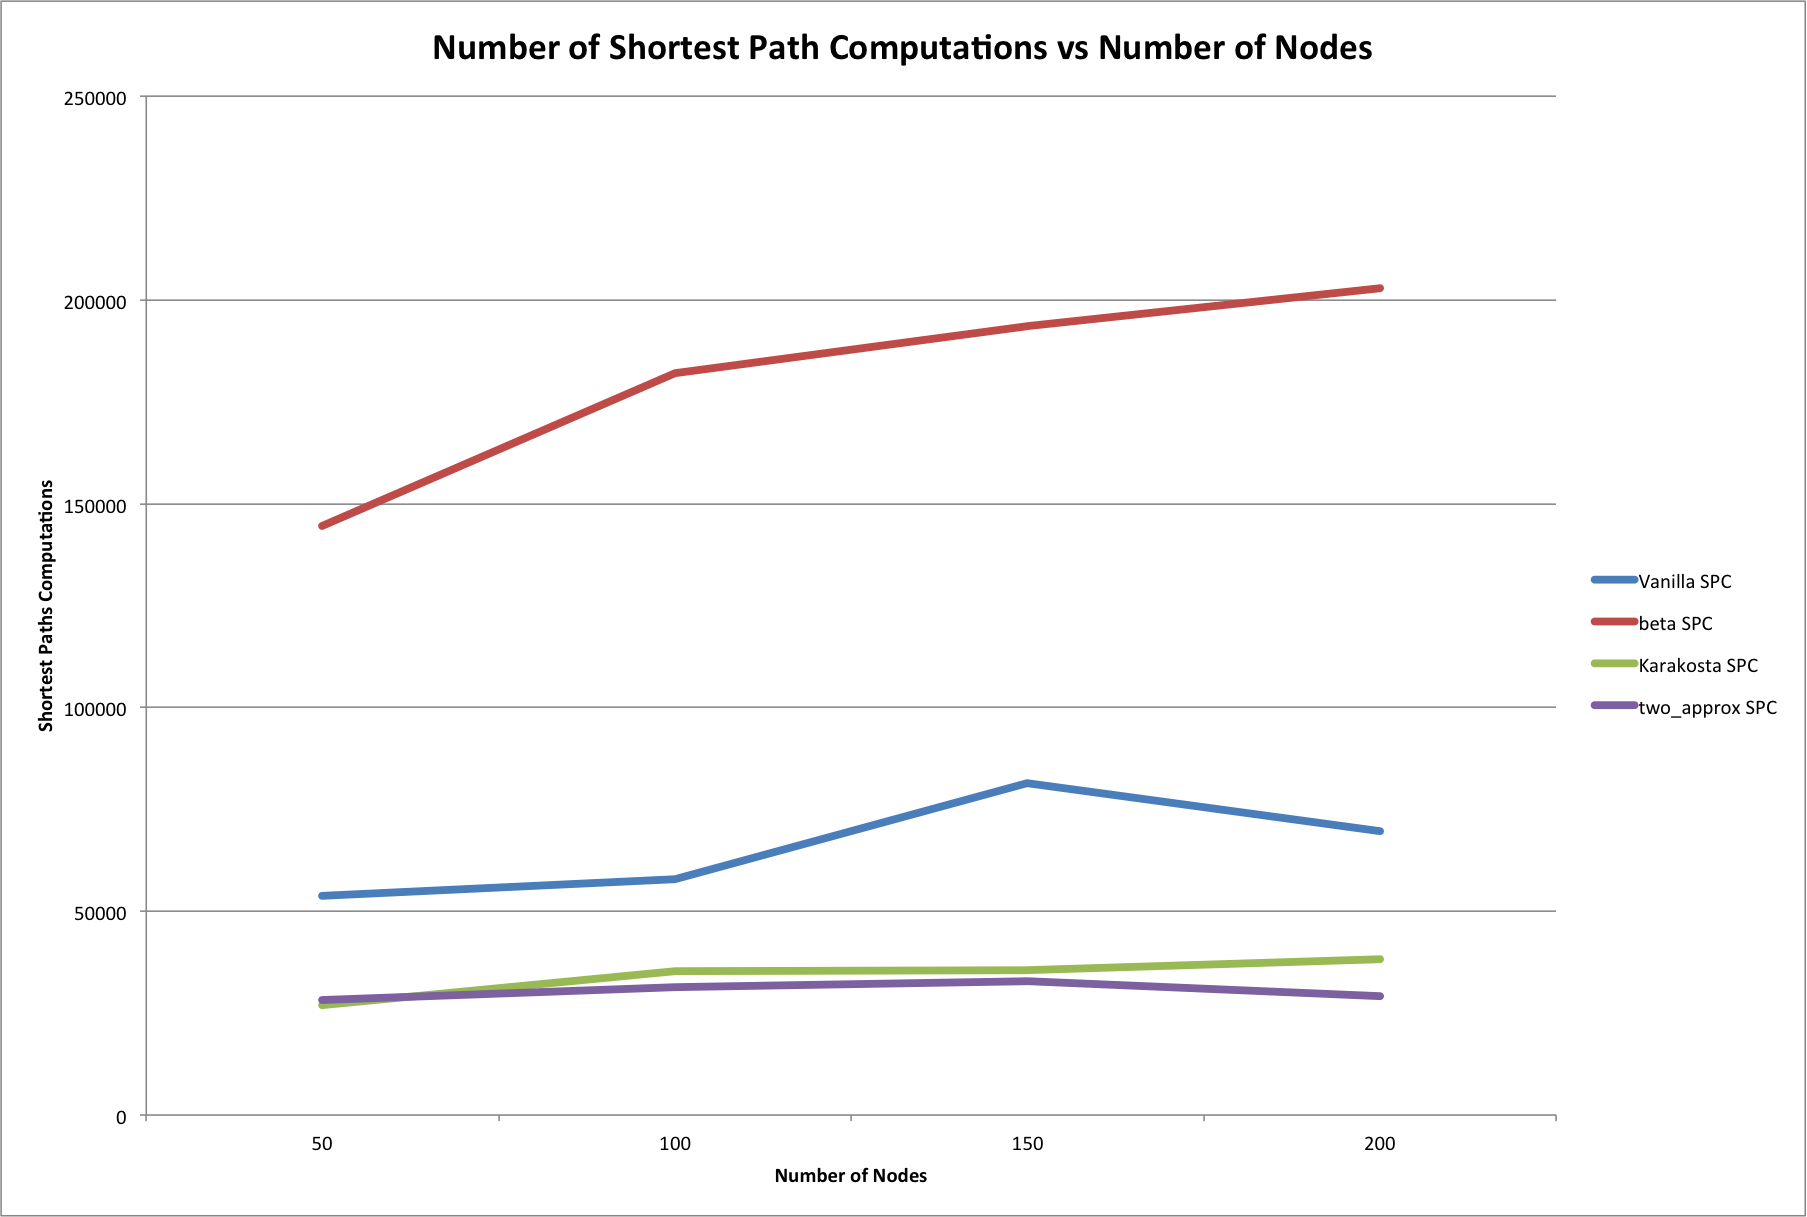 Number of Shortest Path Computations vs Number of Nodes
250000
200000
150000
100000
50000
0
Shortest Paths Computations
50
100
150
200
Number of Nodes
Vanilla SPC
beta SPC
Karakosta SPC
two_approx SPC